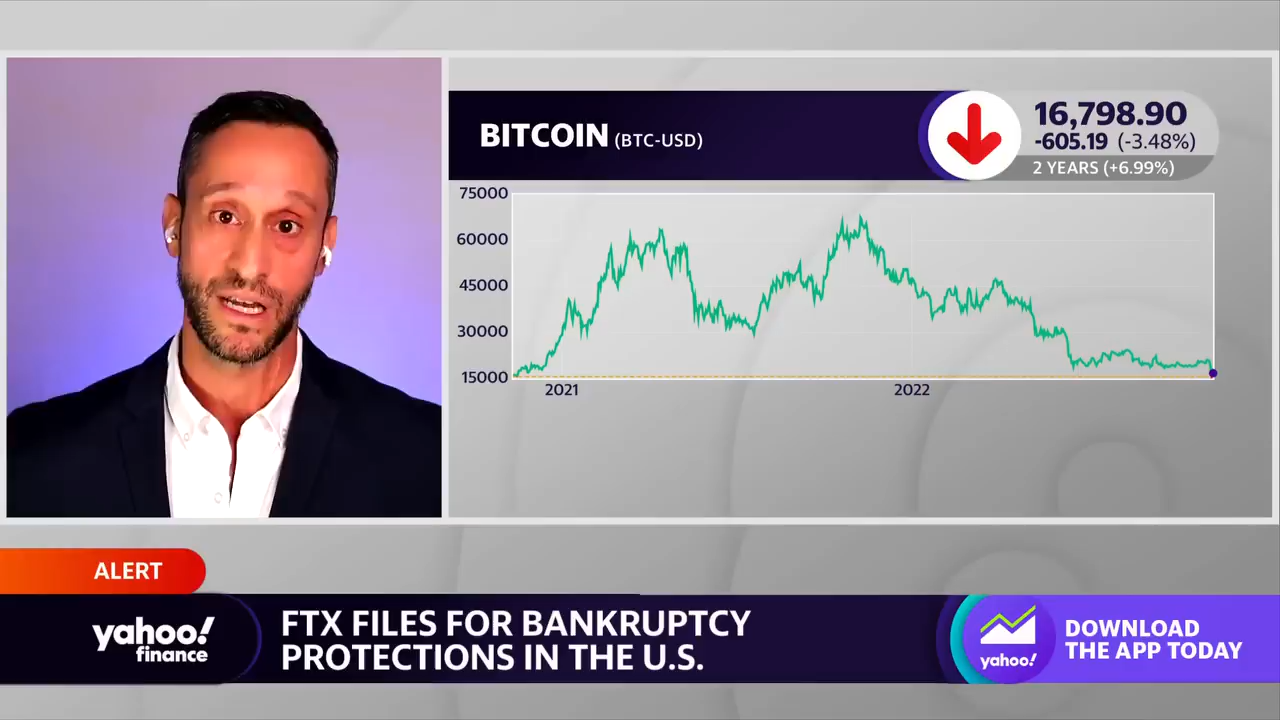 BITCOIN (BTC-USD)
16,798.90
-605.19 (-3.48%)
2 YEARS (+6.99%)
75000
60000
45000
30000
15000
2021
2022
ALERT
yahoo!
finance
FTX FILES FOR BANKRUPTCY
PROTECTIONS IN THE U.S.
yahoo!
DOWNLOAD
THE APP TODAY